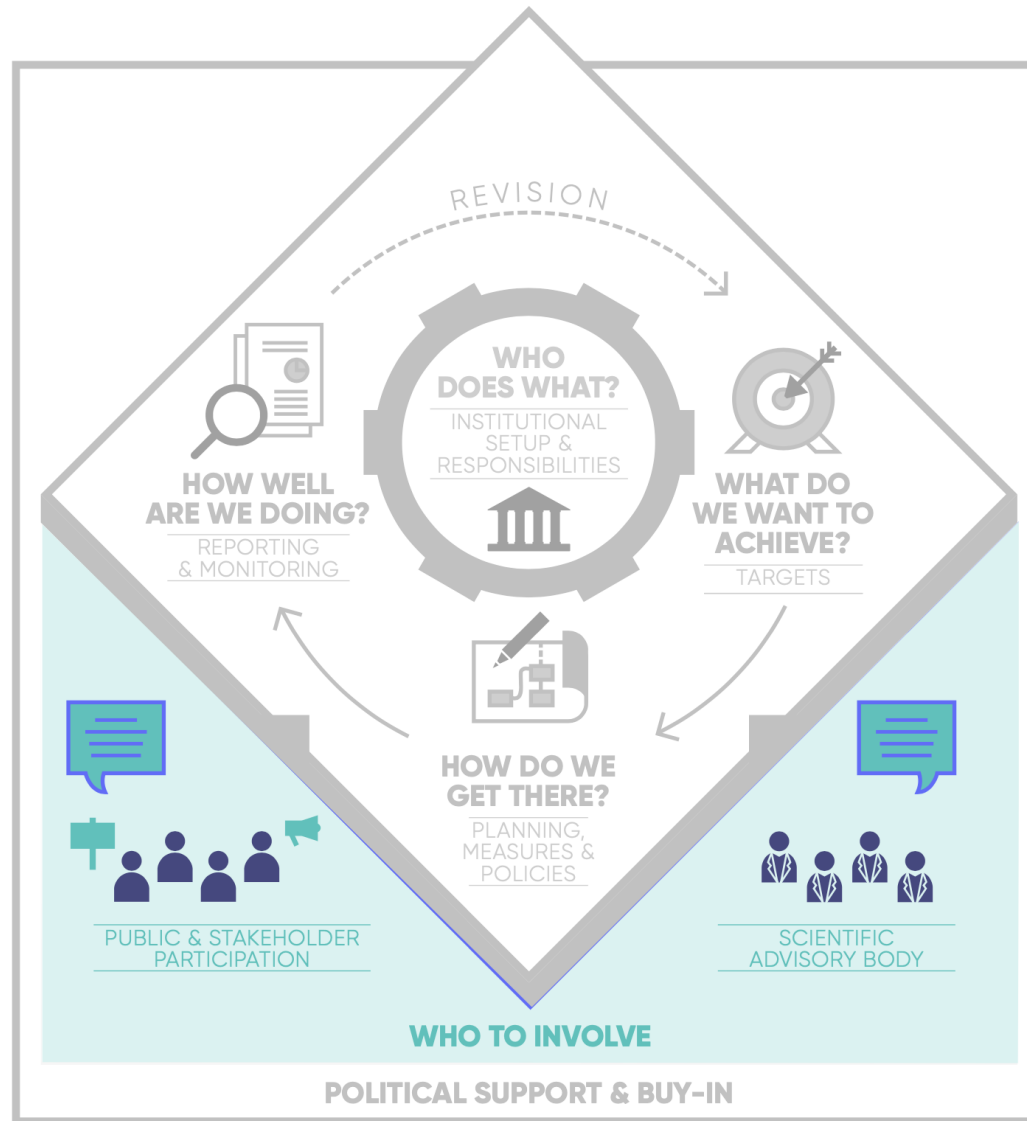 REVISION
WHO
DOES WHAT?
INSTITUTIONAL
SETUP &
RESPONSIBILITIES
HOW WELL
ARE WE DOING?
REPORTING
& MONITORING
WHAT DO
WE WANT TO
ACHIEVE?
TARGETS
HOW DO WE
GET THERE?
PLANNING,
MEASURES &
POLICIES
PUBLIC & STAKEHOLDER
PARTICIPATION
SCIENTIFIC
ADVISORY BODY
WHO TO INVOLVE
POLITICAL SUPPORT & BUY-IN